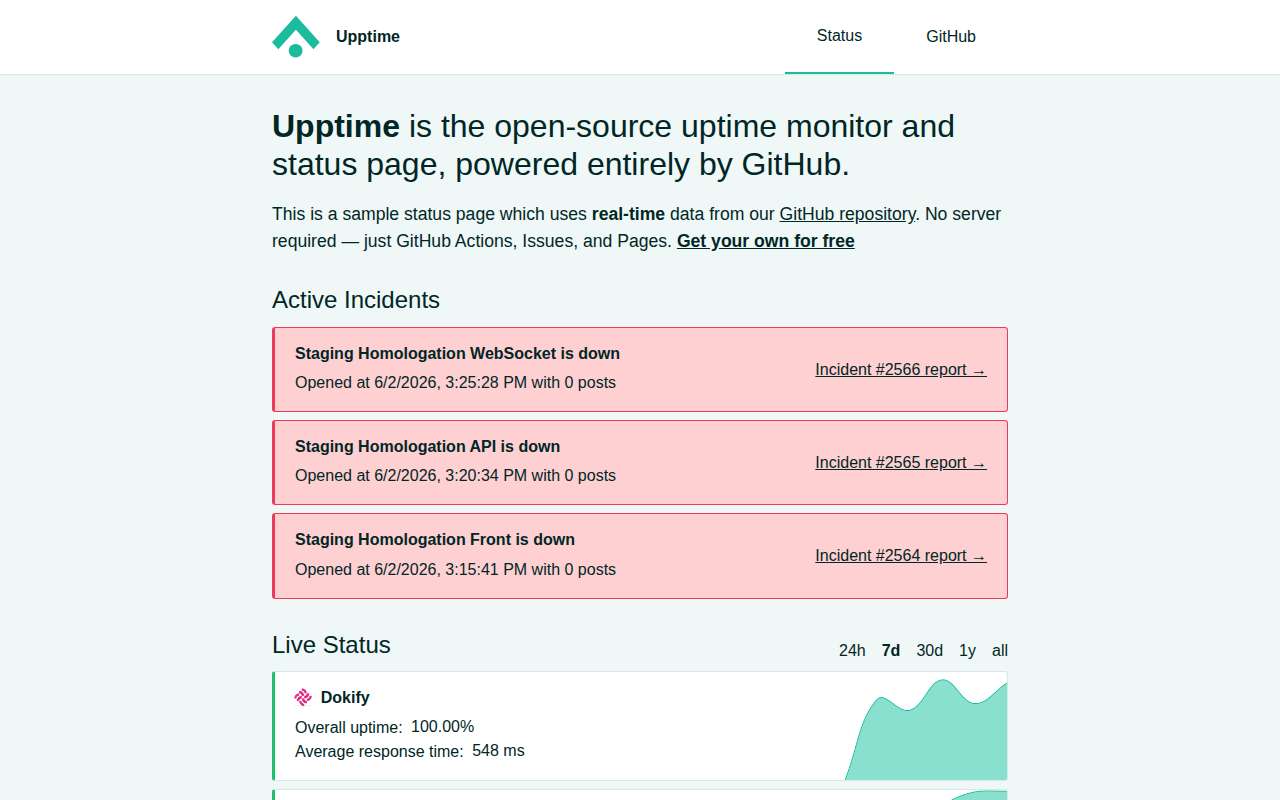 Upptime
Status
GitHub
Upptime is the open-source uptime monitor and
status page, powered entirely by GitHub.
This is a sample status page which uses real-time data from our GitHub repository. No server
required — just GitHub Actions, Issues, and Pages. Get your own for free
Active Incidents
Staging Homologation WebSocket is down
Opened at 6/2/2026, 3:25:28 PM with 0 posts
Incident #2566 report →
Staging Homologation API is down
Opened at 6/2/2026, 3:20:34 PM with 0 posts
Incident #2565 report →
Staging Homologation Front is down
Opened at 6/2/2026, 3:15:41 PM with 0 posts
Incident #2564 report →
Live Status
24h 7d 30d 1y all
Dokify
Overall uptime: 100.00%
Average response time: 548 ms